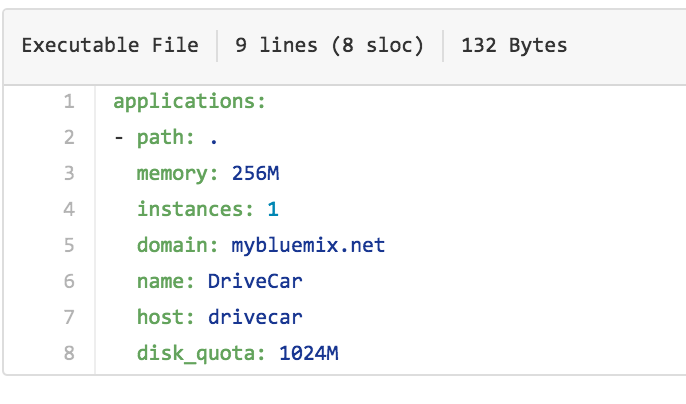 Executable File 9 lines (8 sloc) 132 Bytes
1 applications:
2 - path: .
3 memory: 256M
4 instances: 1
5 domain: mybluemix.net
6 name: DriveCar
7 host: drivecar
8 disk_quota: 1024M